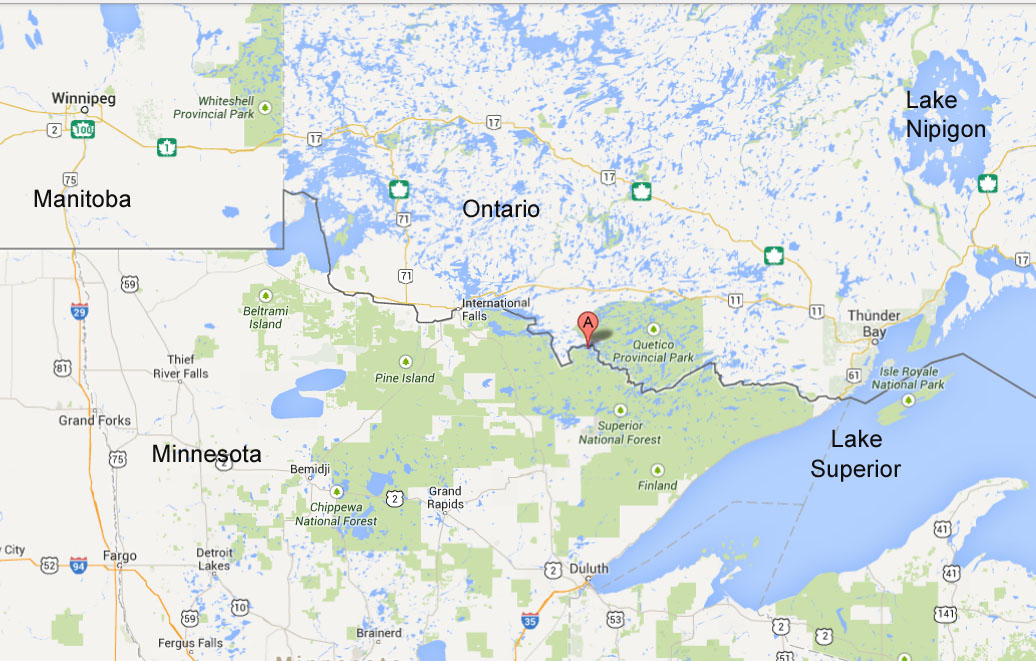 Winnipeg
2
100
1
Whiteshell
Provincial Park
17
17
17
75
Manitoba
71
Ontario
Lake
Nipigon
17
71
International
Falls
11
11
Thunder
Bay
61
59
29
Beltrami
Island
A
Quetico
Provincial Park
Isle Royale
National Park
81
Thief
River Falls
Pine Island
Superior
National Forest
Grand Forks
75
Minnesota
2
Bemidji
Chippewa
National Forest
2
Grand
Rapids
Finland
Lake
Superior
y City
52
94
Fargo
Detroit
Lakes
2
Duluth
41
41
59
10
35
53
141
2
2
Fergus Falls
Brainerd
51